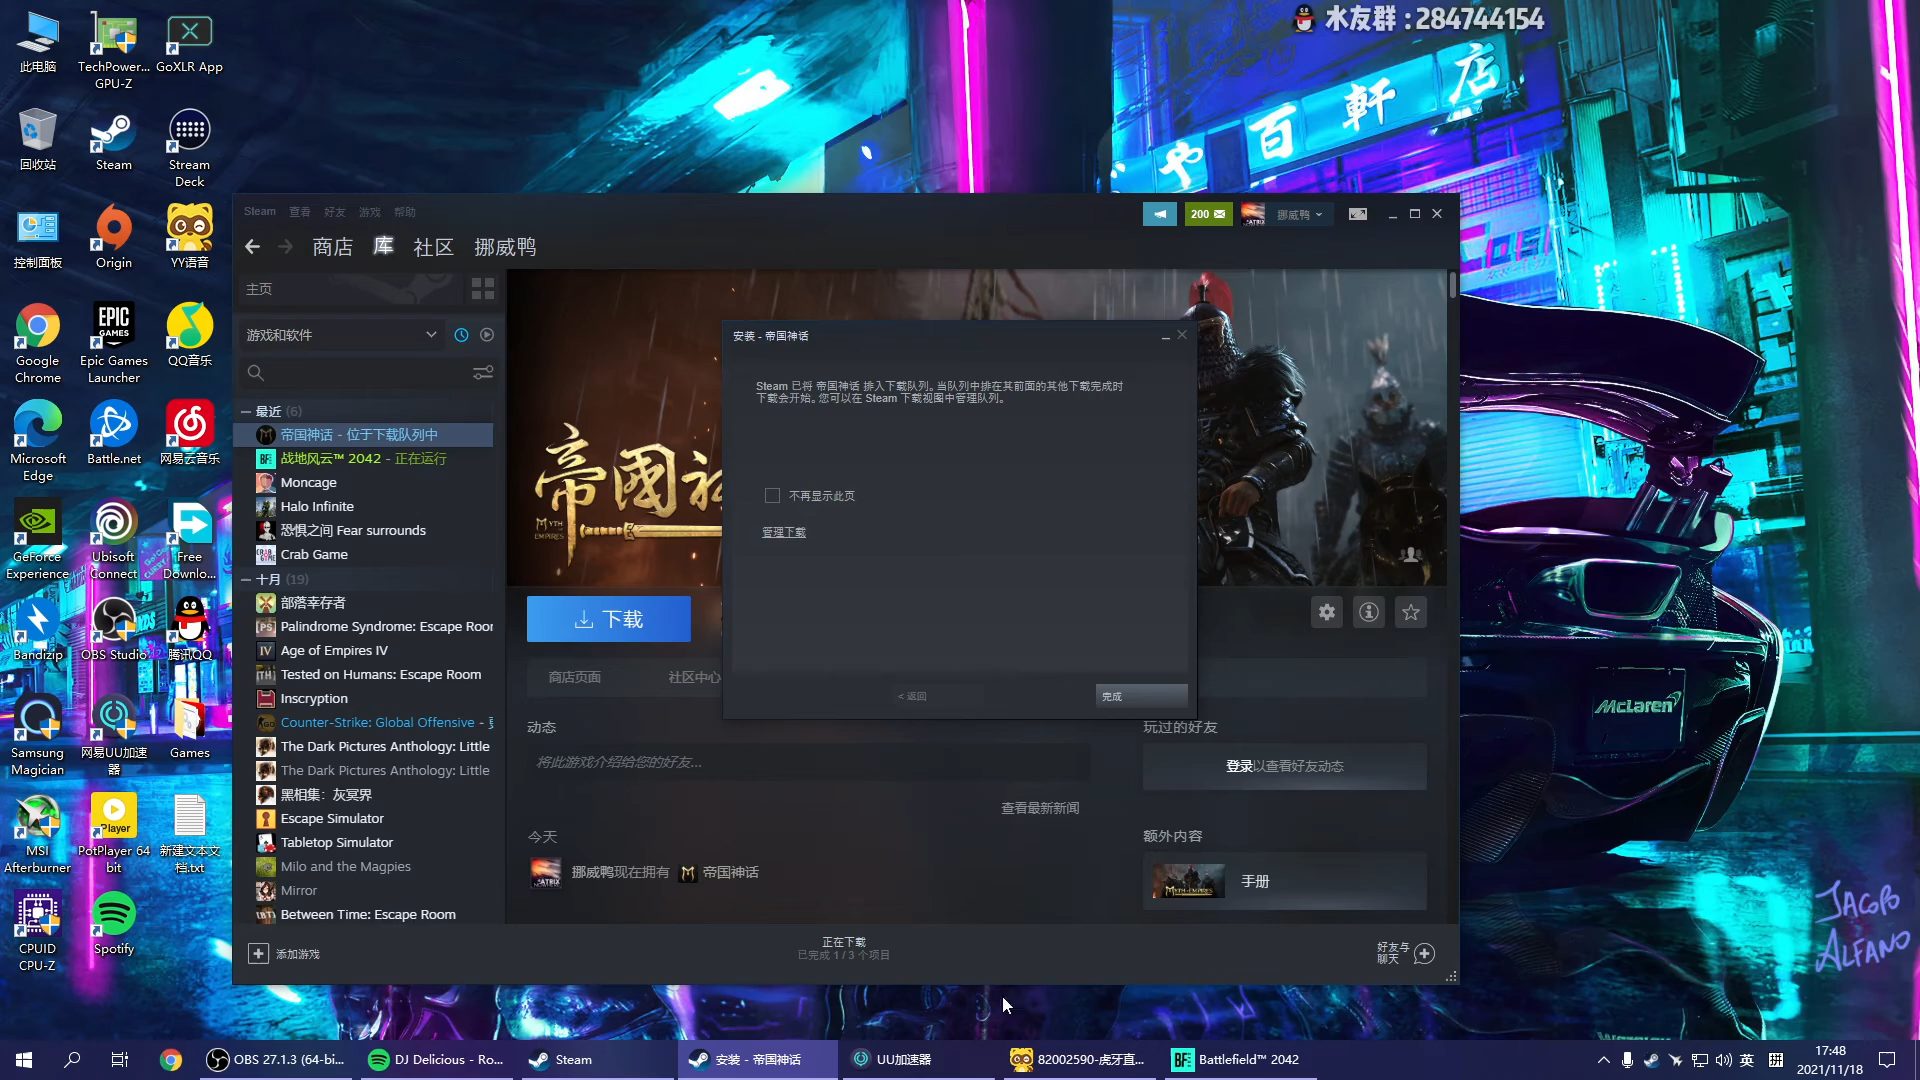 水友群 : 284744154
百軒店
此电脑
TechPower... GPU-Z
GoXLR App
回收站
Steam
Stream Deck
控制面板
Origin
YY语音
Google Chrome
Epic Games Launcher
QQ音乐
Microsoft Edge
Battle.net
网易云音乐
GeForce Experience
Ubisoft Connect
Free Downlo...
Bandizip
OBS Studio
腾讯QQ
Samsung Magician
网易UU加速器
Games
MSI Afterburner
PotPlayer 64 bit
新建文本文档.txt
CPUID CPU-Z
Spotify
Steam 查看 好友 游戏 帮助
200
挪威鸭
商店 库 社区 挪威鸭
主页
游戏和软件
最近 (6)
帝国神话 - 位于下载队列中
战地风云™ 2042 - 正在运行
Moncage
Halo Infinite
恐惧之间 Fear surrounds
Crab Game
十月 (19)
部落幸存者
Palindrome Syndrome: Escape Roor
Age of Empires IV
Tested on Humans: Escape Room
Inscryption
Counter-Strike: Global Offensive -
The Dark Pictures Anthology: Little
The Dark Pictures Anthology: Little
黑相集：灰冥界
Escape Simulator
Tabletop Simulator
Milo and the Magpies
Mirror
Between Time: Escape Room
添加游戏
帝國神
MYTH OF EMPIRES
安装 - 帝国神话
Steam 已将 帝国神话 排入下载队列。当队列中排在其前面的其他下载完成时
下载会开始。您可以在 Steam 下载视图中管理队列。
不再显示此页
管理下载
< 返回
完成
下载
商店页面
社区中心
动态
将此游戏介绍给您的好友...
查看最新新闻
今天
挪威鸭现在拥有 帝国神话
玩过的好友
登录以查看好友动态
额外内容
手册
正在下载
已完成 1 / 3 个项目
好友与聊天
McLaren
JACOPO ALFANO
OBS 27.1.3 (64-bi...
DJ Delicious - Ro...
Steam
安装 - 帝国神话
UU加速器
82002590-虎牙直...
Battlefield™ 2042
英
拼
17:48
2021/11/18